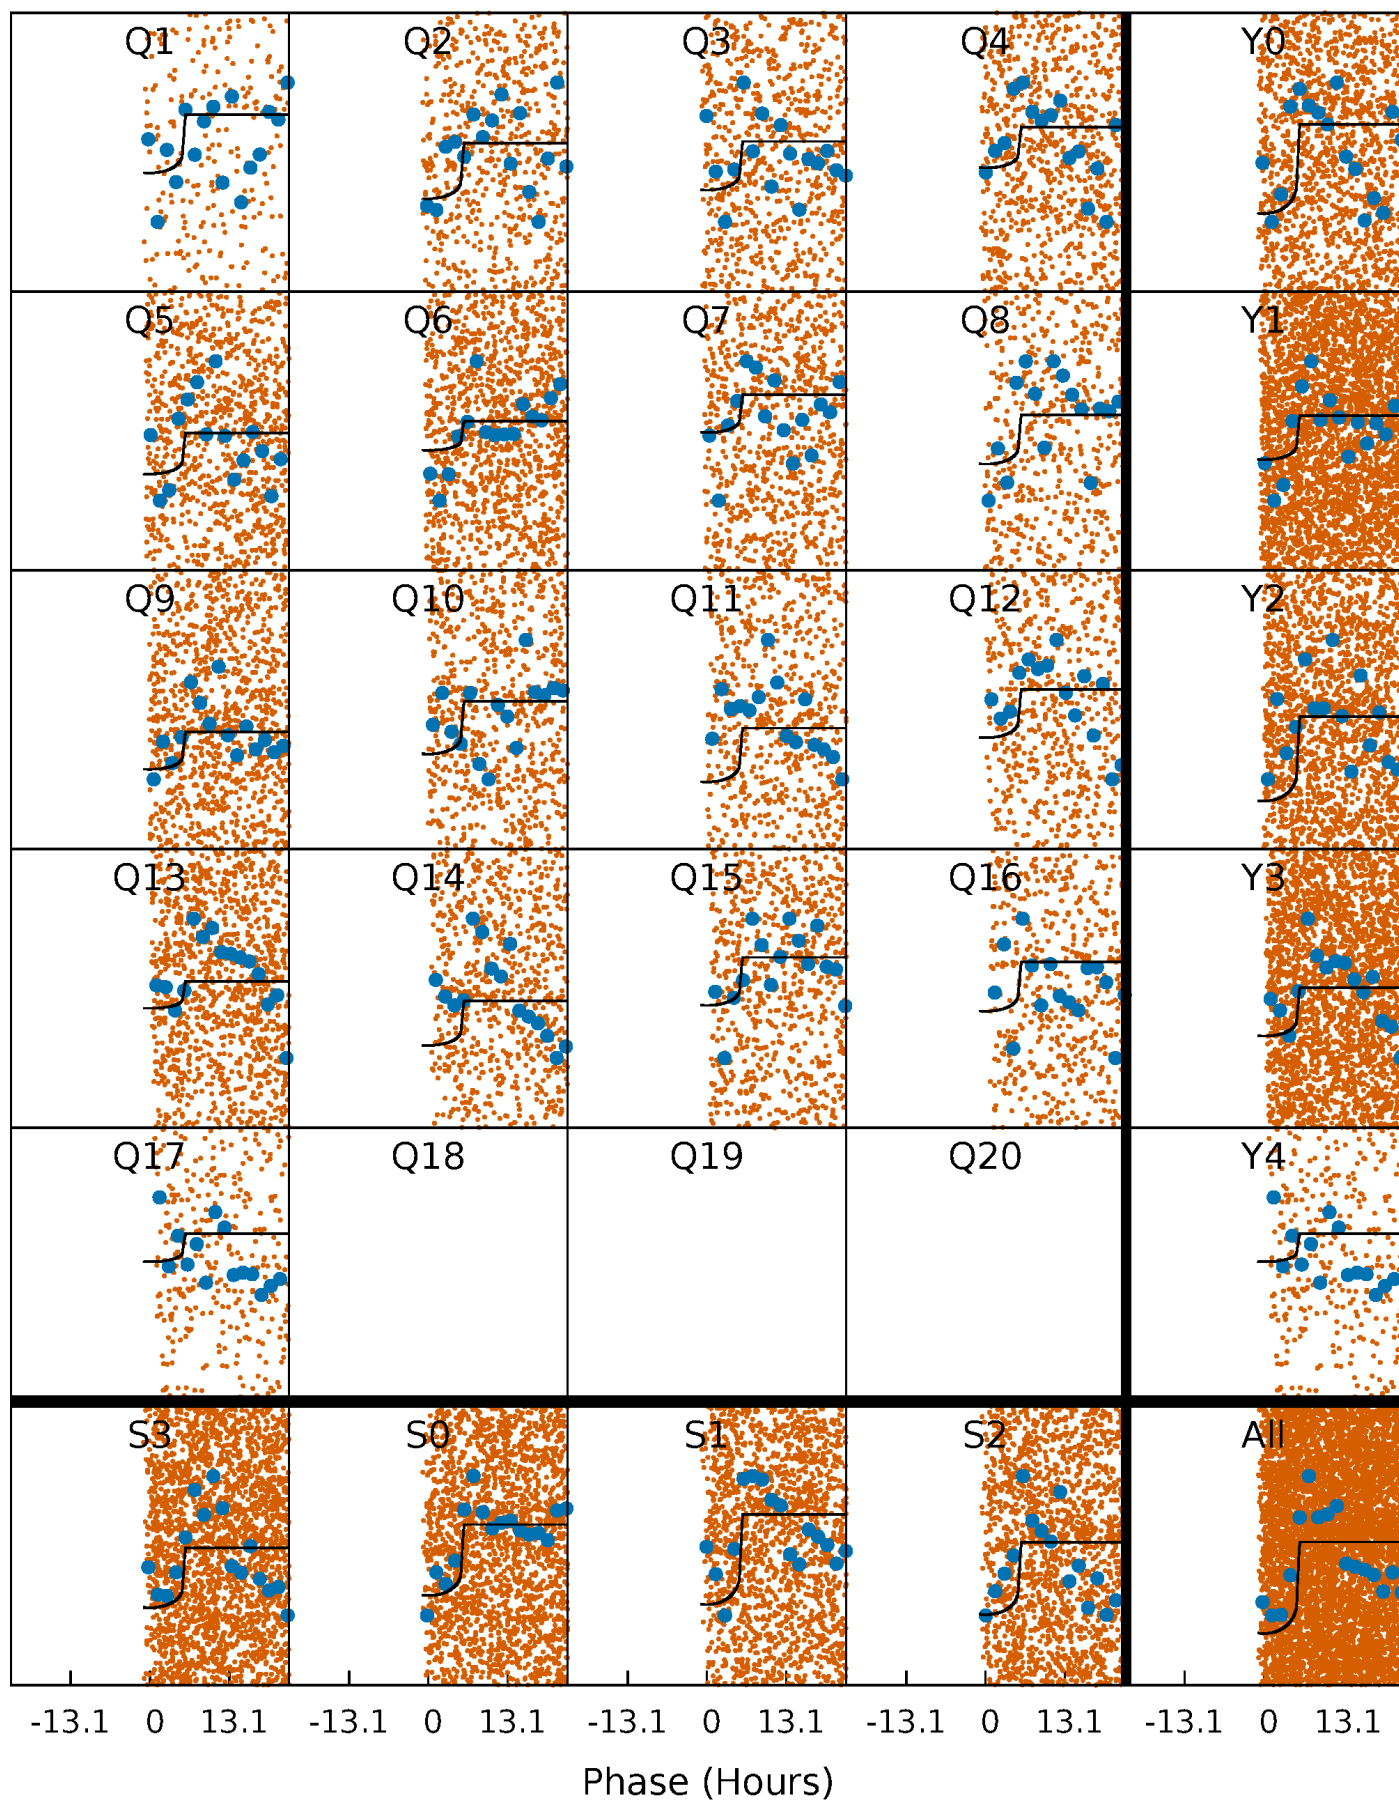 Q1 Q2 Q3 Q4 Y0
Q5 Q6 Q7 Q8 Y1
Q9 Q10 Q11 Q12 Y2
Q13 Q14 Q15 Q16 Y3
Q17 Q18 Q19 Q20 Y4
S3 S0 S1 S2 All
-13.1 0 13.1 -13.1 0 13.1 -13.1 0 13.1 -13.1 0 13.1 -13.1 0 13.1
Phase (Hours)